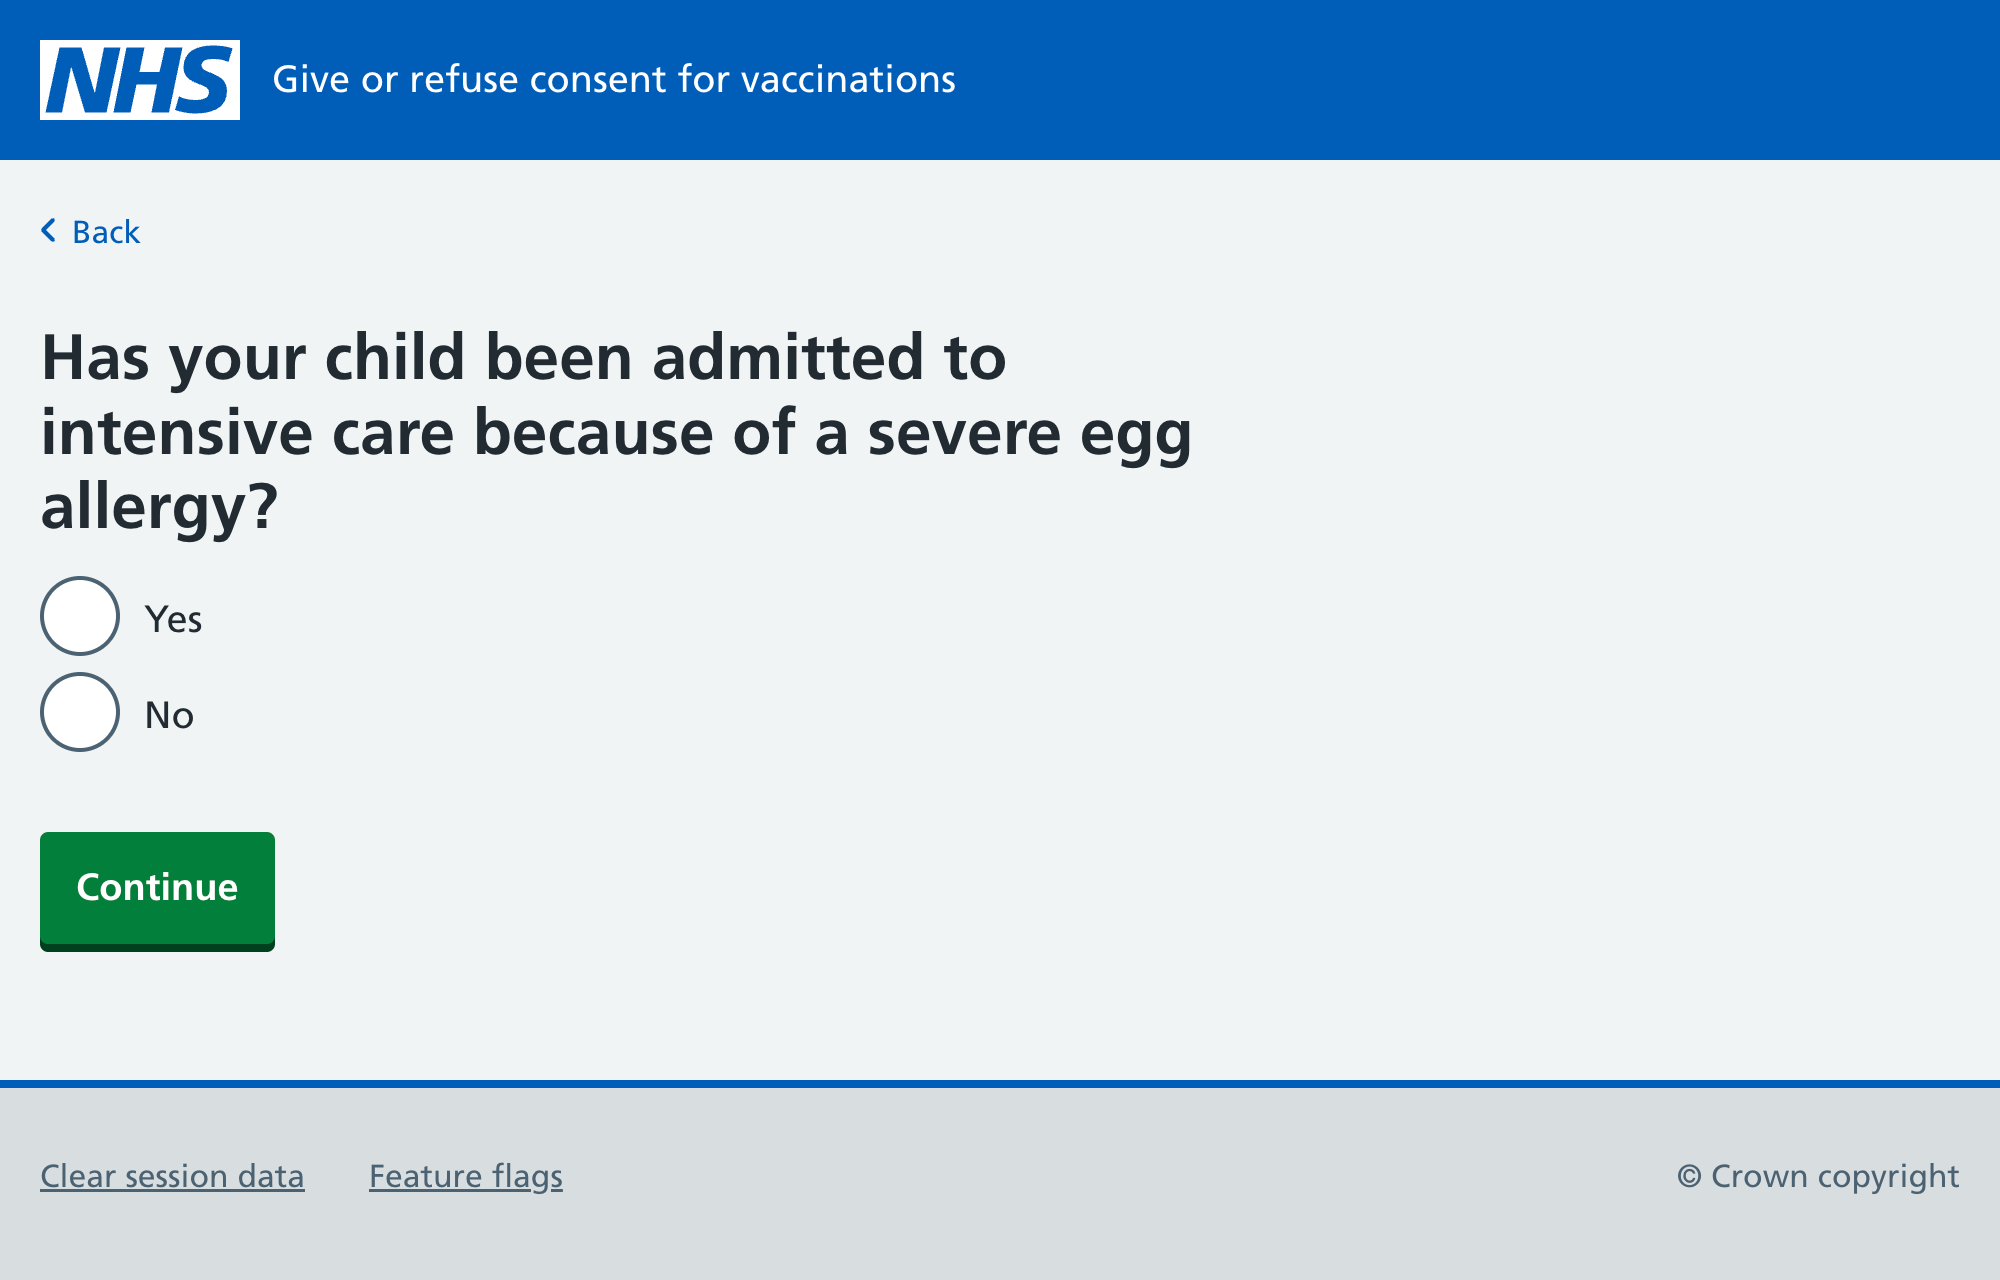 NHS Give or refuse consent for vaccinations
Back
Has your child been admitted to
intensive care because of a severe egg
allergy?
Yes
No
Continue
Clear session data Feature flags © Crown copyright